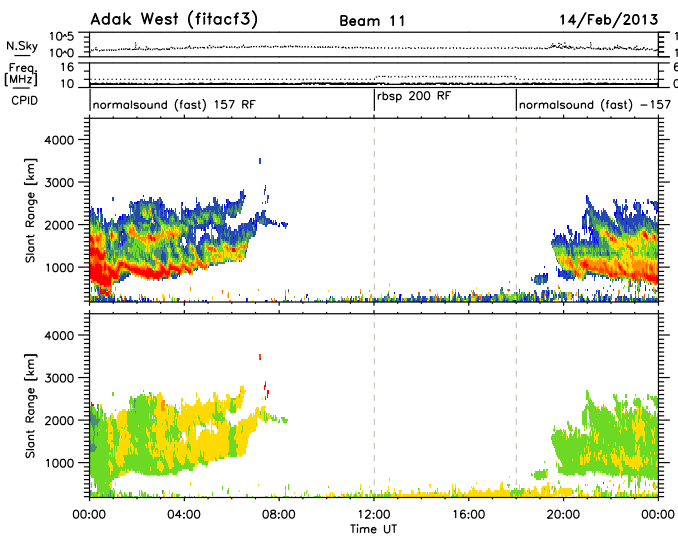 Adak West (fitacf3) Beam 11 14/Feb/2013
N.Sky 10^5 10^0
Freq. [MHz] 16 10 6
CPID normalsound (fast) 157 RF rbsp 200 RF normalsound (fast) −157
Slant Range [km] 4000 3000 2000 1000
Slant Range [km] 4000 3000 2000 1000
00:00 04:00 08:00 12:00 16:00 20:00 00:00
Time UT